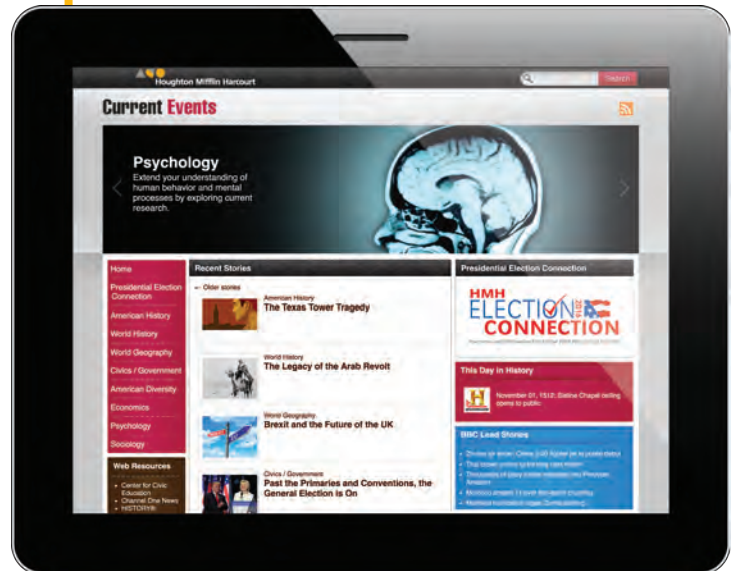 Houghton Mifflin Harcourt
Search
Current Events
Psychology
Extend your understanding of
human behavior and mental
processes by exploring current
research.
Home
Presidential Election
Connection
American History
World History
World Geography
Civics / Government
American Diversity
Economics
Psychology
Sociology
Web Resources
• Center for Civic
Education
• Channel One News
• HISTORY®
Recent Stories
← Older stories
American History
The Texas Tower Tragedy
World History
The Legacy of the Arab Revolt
World Geography
Brexit and the Future of the UK
Civics / Government
Past the Primaries and Conventions, the
General Election is On
Presidential Election Connection
HMH
ELECTION 2016
CONNECTION
This Day in History
H
November 01, 1512: Sistine Chapel ceiling
opens to public
BBC Lead Stories